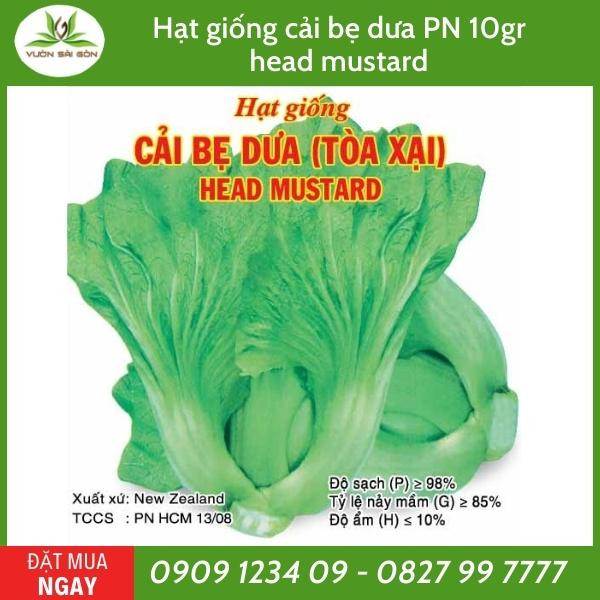 VƯỜN SÀI GÒN
Hạt giống cải bẹ dưa PN 10gr
head mustard
Hạt giống
CẢI BẸ DƯA (TÒA XẠI)
HEAD MUSTARD
Xuất xứ: New Zealand
TCCS : PN HCM 13/08
Độ sạch (P) ≥ 98%
Tỷ lệ nảy mầm (G) ≥ 85%
Độ ẩm (H) ≤ 10%
ĐẶT MUA
NGAY
0909 1234 09 - 0827 99 7777